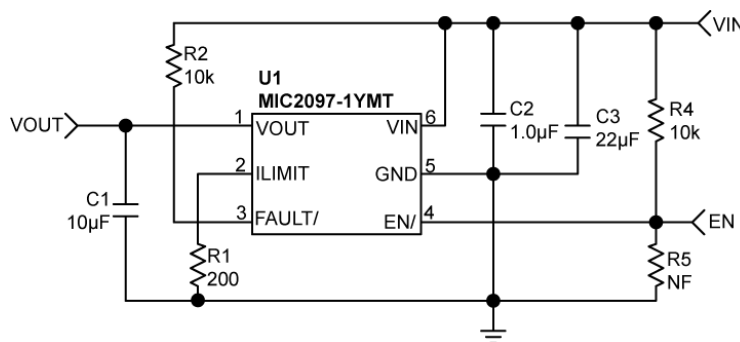 VIN
R2
10k
U1
MIC2097-1YMT
VOUT
1
VOUT
VIN
6
C2
1.0µF
C3
22µF
R4
10k
2
ILIMIT
GND
5
C1
10µF
3
FAULT/
EN/
4
EN
R1
200
R5
NF